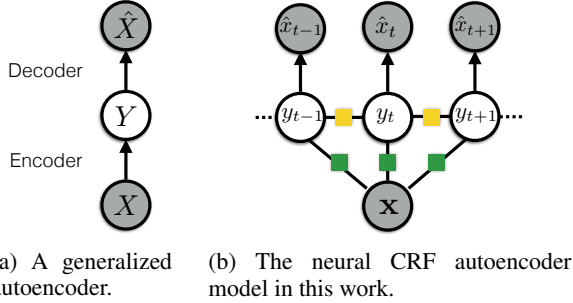 X̂
Decoder
Y
Encoder
X
x̂t−1 x̂t x̂t+1
yt−1 yt yt+1
x
a) A generalized
autoencoder.
(b) The neural CRF autoencoder
model in this work.